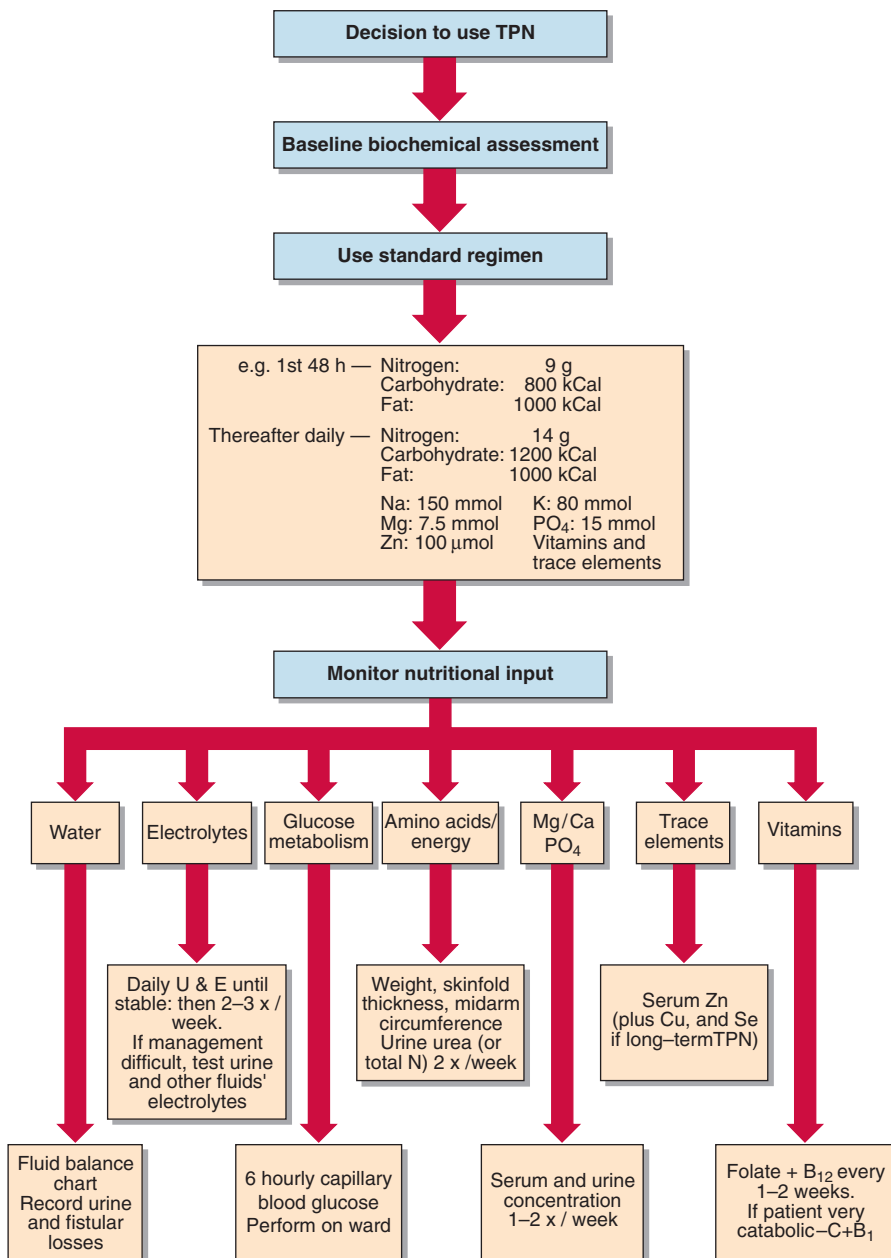 Decision to use TPN
Baseline biochemical assessment
Use standard regimen
e.g. 1st 48 h — Nitrogen: 9 g
Carbohydrate: 800 kCal
Fat: 1000 kCal
Thereafter daily — Nitrogen: 14 g
Carbohydrate: 1200 kCal
Fat: 1000 kCal
Na: 150 mmol K: 80 mmol
Mg: 7.5 mmol PO₄: 15 mmol
Zn: 100 μmol Vitamins and
trace elements
Monitor nutritional input
Water
Electrolytes
Glucose
metabolism
Amino acids/
energy
Mg/Ca
PO₄
Trace
elements
Vitamins
Daily U & E until
stable: then 2–3 x /
week.
If management
difficult, test urine
and other fluids'
electrolytes
Weight, skinfold
thickness, midarm
circumference
Urine urea (or
total N) 2 x /week
Serum Zn
(plus Cu, and Se
if long–termTPN)
Fluid balance
chart
Record urine
and fistular
losses
6 hourly capillary
blood glucose
Perform on ward
Serum and urine
concentration
1–2 x / week
Folate + B₁₂ every
1–2 weeks.
If patient very
catabolic–C+B₁